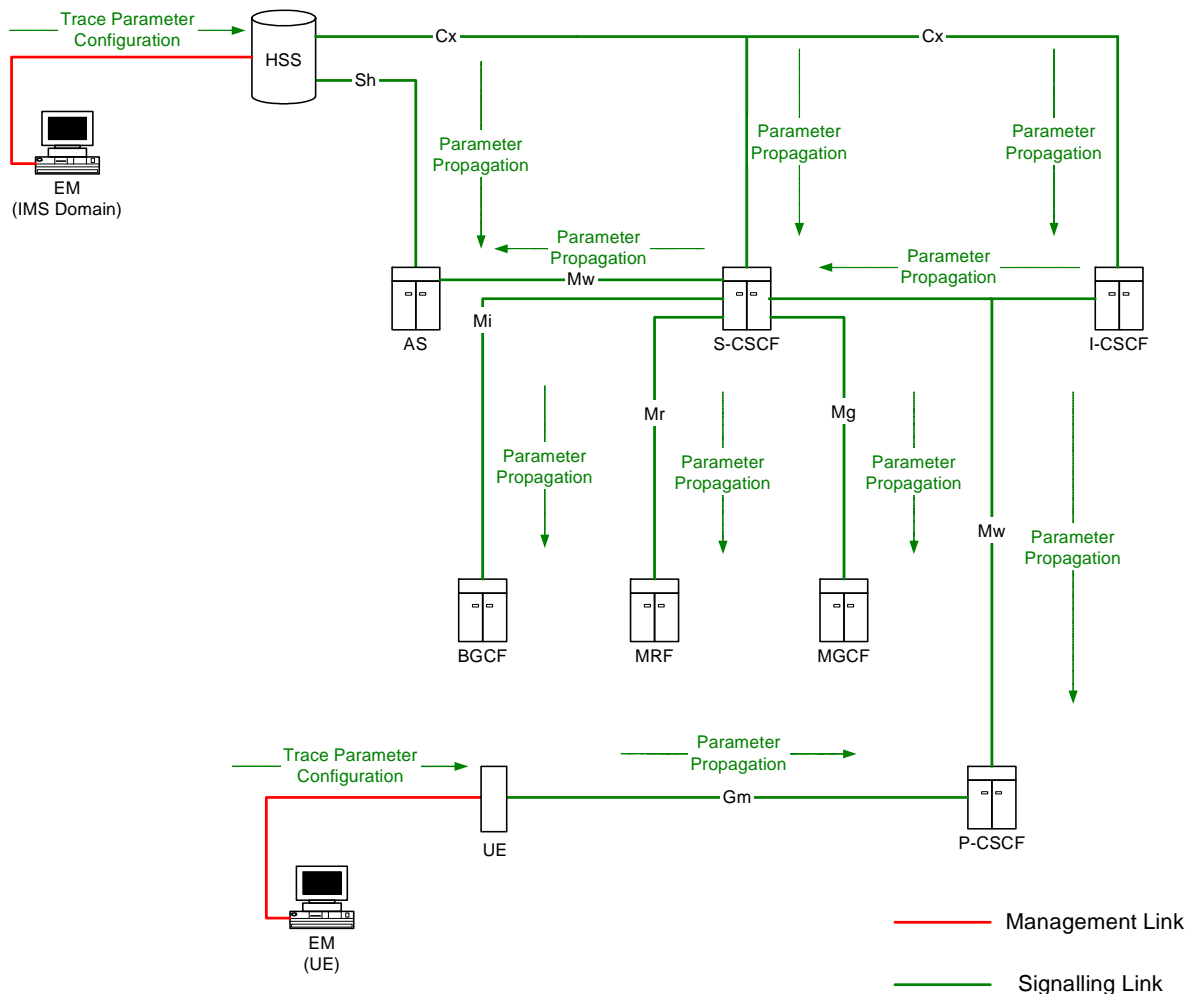 Trace Parameter
Configuration
HSS
Cx
Cx
Sh
Parameter
Propagation
Parameter
Propagation
Parameter
Propagation
EM
(IMS Domain)
Parameter
Propagation
Parameter
Propagation
Mw
Mi
AS
S-CSCF
I-CSCF
Mr
Mg
Parameter
Propagation
Parameter
Propagation
Parameter
Propagation
Mw
Parameter
Propagation
BGCF
MRF
MGCF
Trace Parameter
Configuration
Parameter
Propagation
Gm
UE
P-CSCF
EM
(UE)
Management Link
Signalling Link